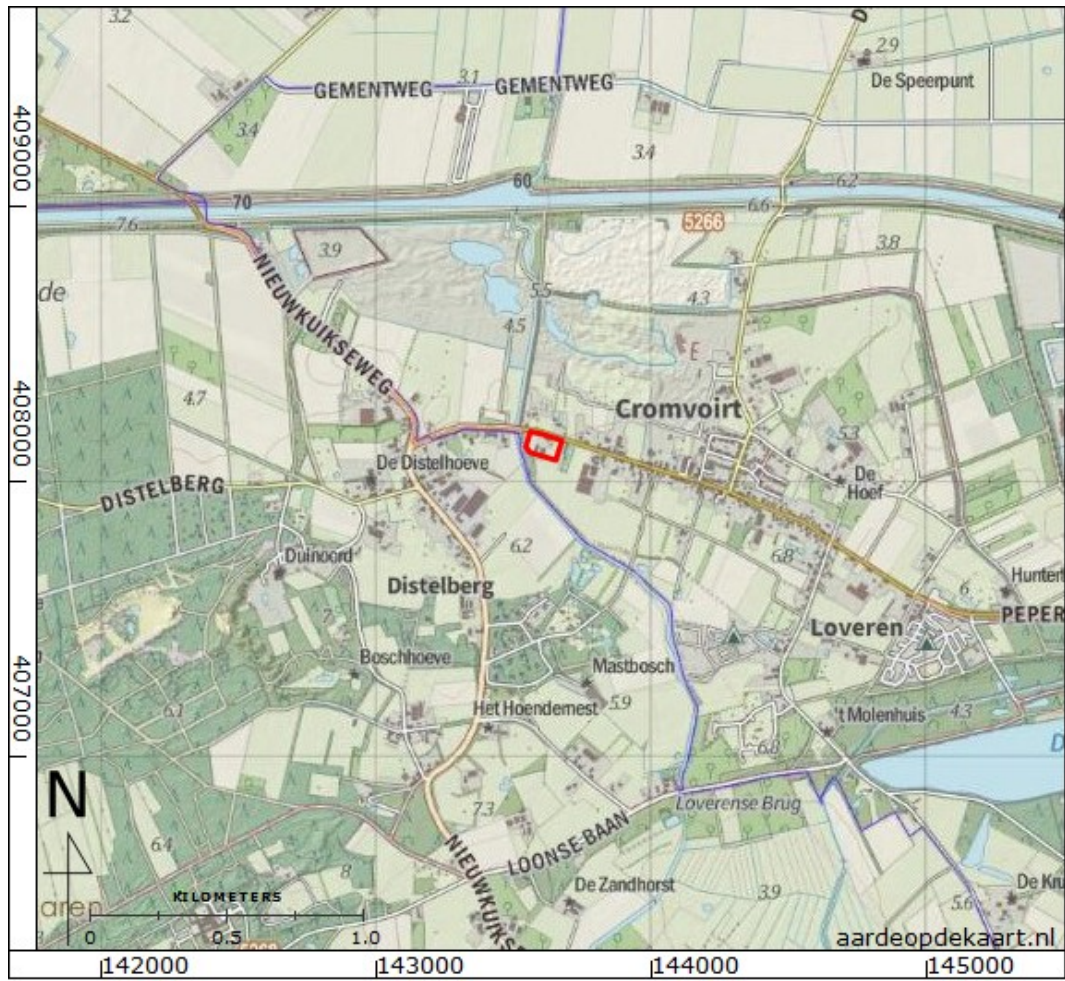 3.2
D
2.9
De Speerpunt
3.1
GEMENTWEG
GEMENTWEG
3.4
3.4
409000
60
6.2
70
6.6
5266
7.6
3.9
3.8
de
NIEUWKUIKSEWEG
5.5
4.3
4.5
E
408000
4.7
Cromvoirt
5.3
De Distelhoeve
De
Hoef
DISTELBERG
6.2
6.8
Duinoord
Distelberg
6
Huntert
PEPER
Loveren
7
Boschhoeve
Mastbosch
407000
6.1
Het Hoendernest
5.9
't Molenhuis
4.3
6.8
D
N
Loverense Brug
7.3
NIEUWKUIKSE
LOONSE-BAAN
6.4
8
De Zandhorst
3.9
De Kru
5.6
KILOMETERS
aren
0
0.5
1.0
5268
aardeopdekaart.nl
142000
143000
144000
145000